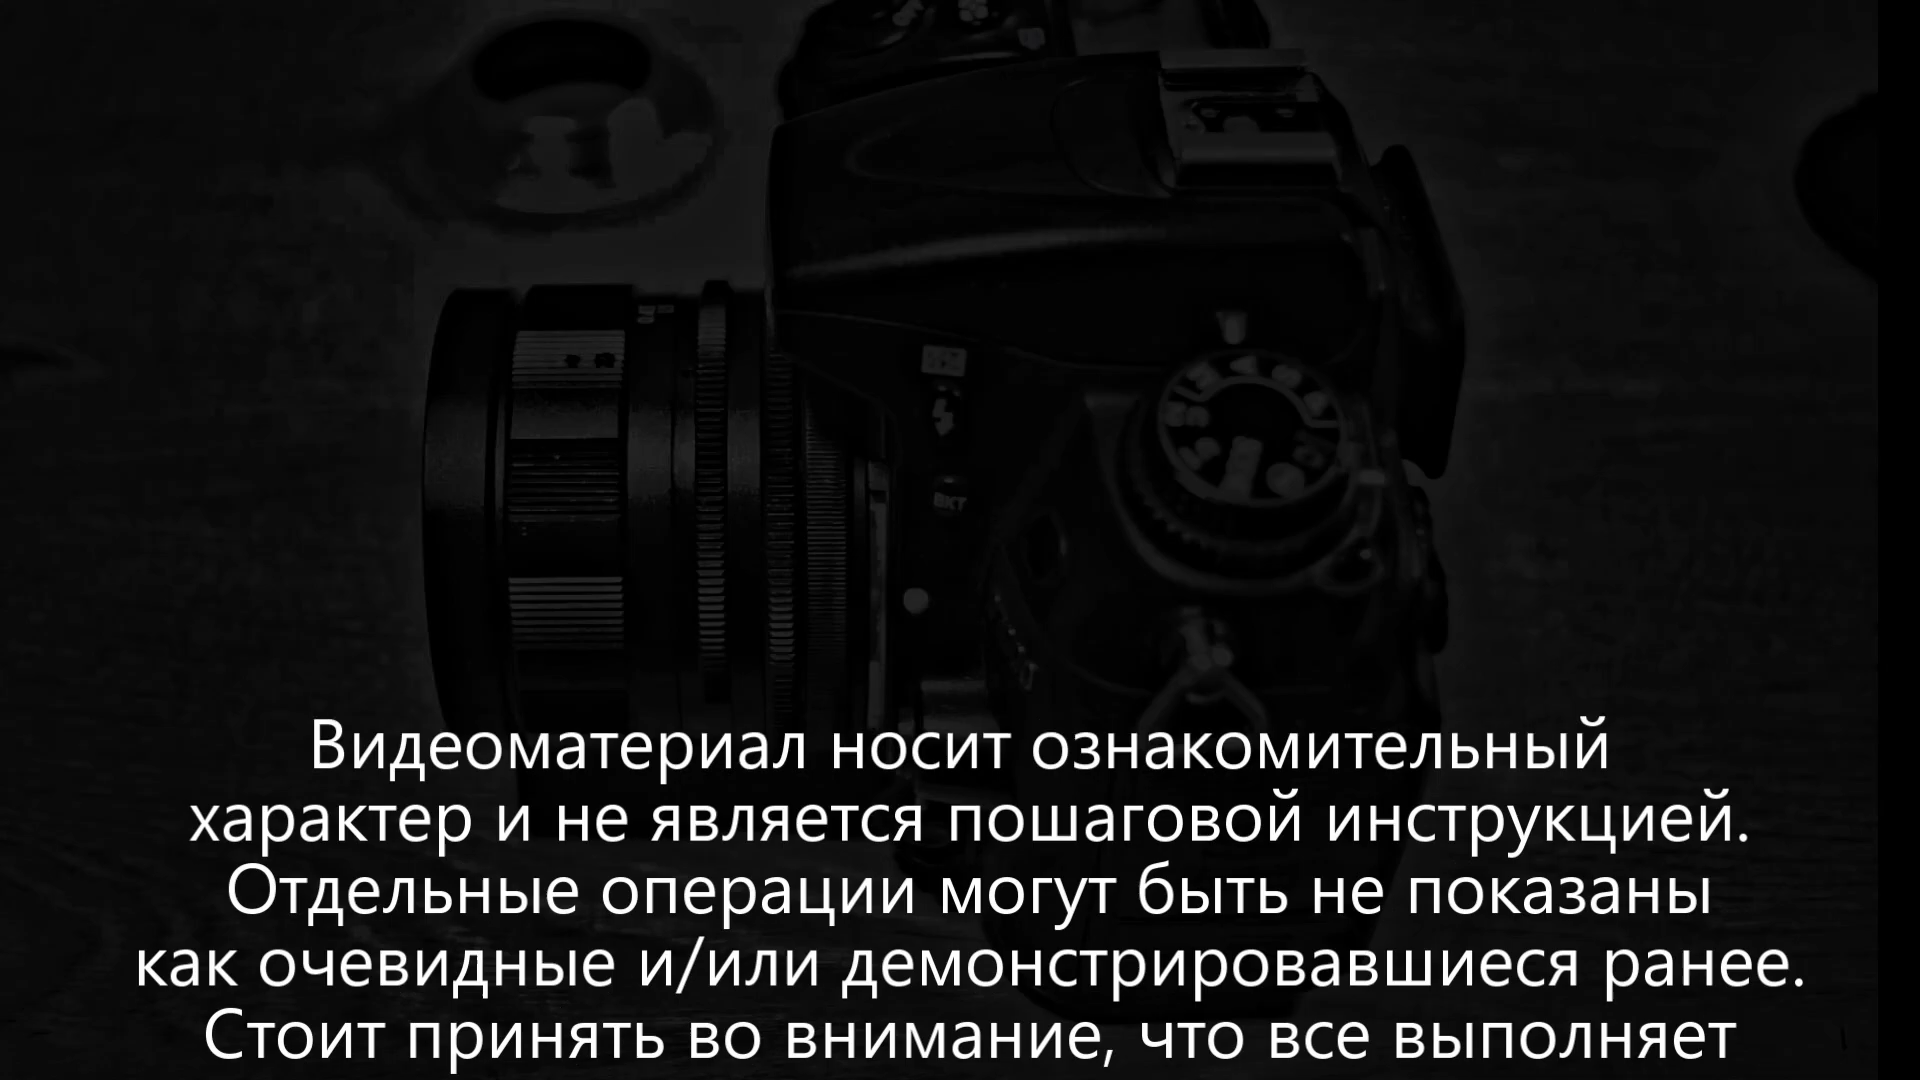 Видеоматериал носит ознакомительный
характер и не является пошаговой инструкцией.
Отдельные операции могут быть не показаны
как очевидные и/или демонстрировавшиеся ранее.
Стоит принять во внимание, что все выполняет